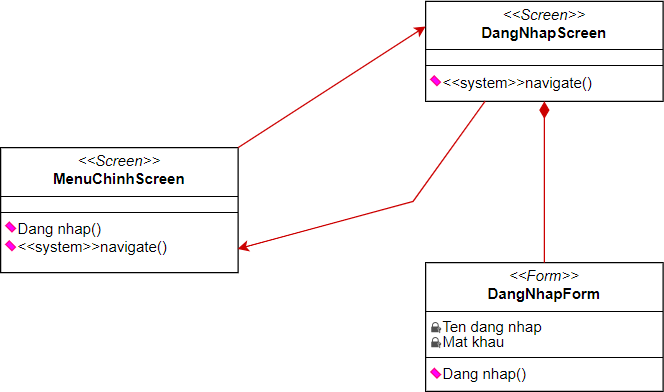 <<Screen>>
DangNhapScreen
<<system>>navigate()
<<Screen>>
MenuChinhScreen
Dang nhap()
<<system>>navigate()
<<Form>>
DangNhapForm
Ten dang nhap
Mat khau
Dang nhap()